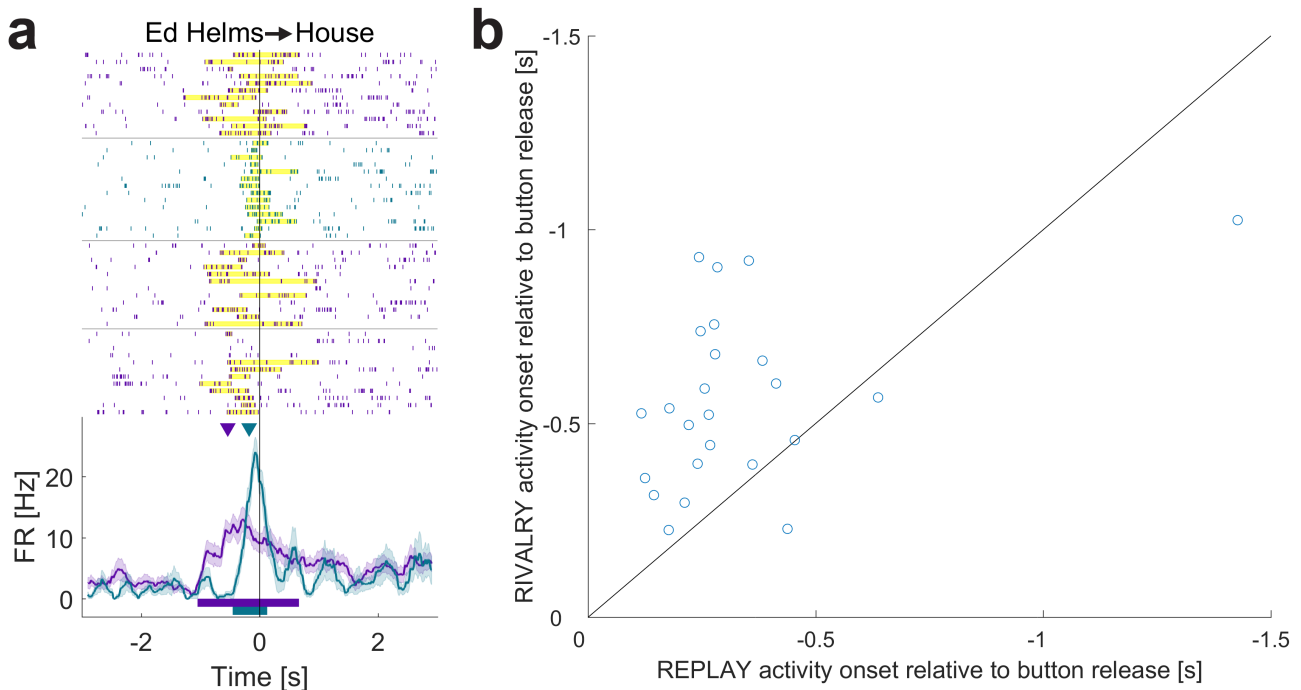 a
Ed Helms→House
20
10
0
FR [Hz]
-2 0 2
Time [s]
b
-1.5
-1
-0.5
0
RIVALRY activity onset relative to button release [s]
0 -0.5 -1 -1.5
REPLAY activity onset relative to button release [s]